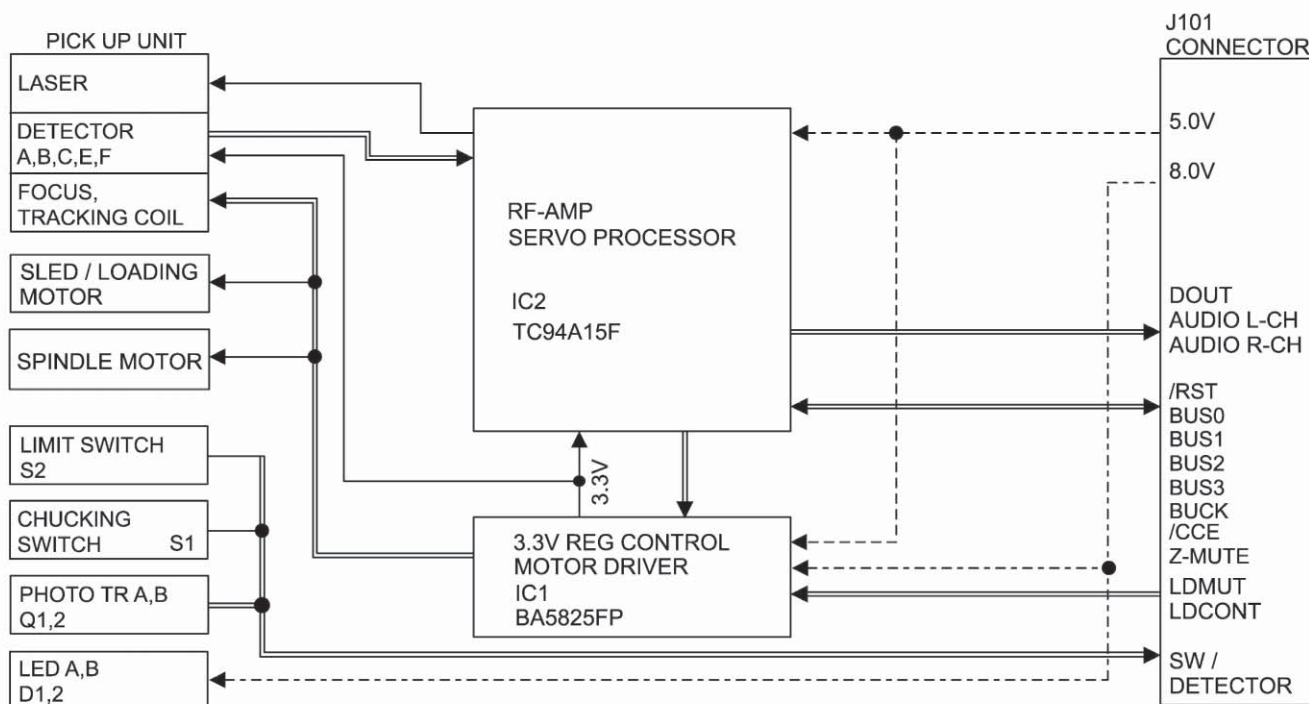 PICK UP UNIT
LASER
DETECTOR
A,B,C,E,F
FOCUS,
TRACKING COIL
SLED / LOADING
MOTOR
SPINDLE MOTOR
LIMIT SWITCH
S2
CHUCKING
SWITCH S1
PHOTO TR A,B
Q1,2
LED A,B
D1,2
RF-AMP
SERVO PROCESSOR
IC2
TC94A15F
3.3V
3.3V REG CONTROL
MOTOR DRIVER
IC1
BA5825FP
J101
CONNECTOR
5.0V
8.0V
DOUT
AUDIO L-CH
AUDIO R-CH
/RST
BUS0
BUS1
BUS2
BUS3
BUCK
/CCE
Z-MUTE
LDMUT
LDCONT
SW /
DETECTOR